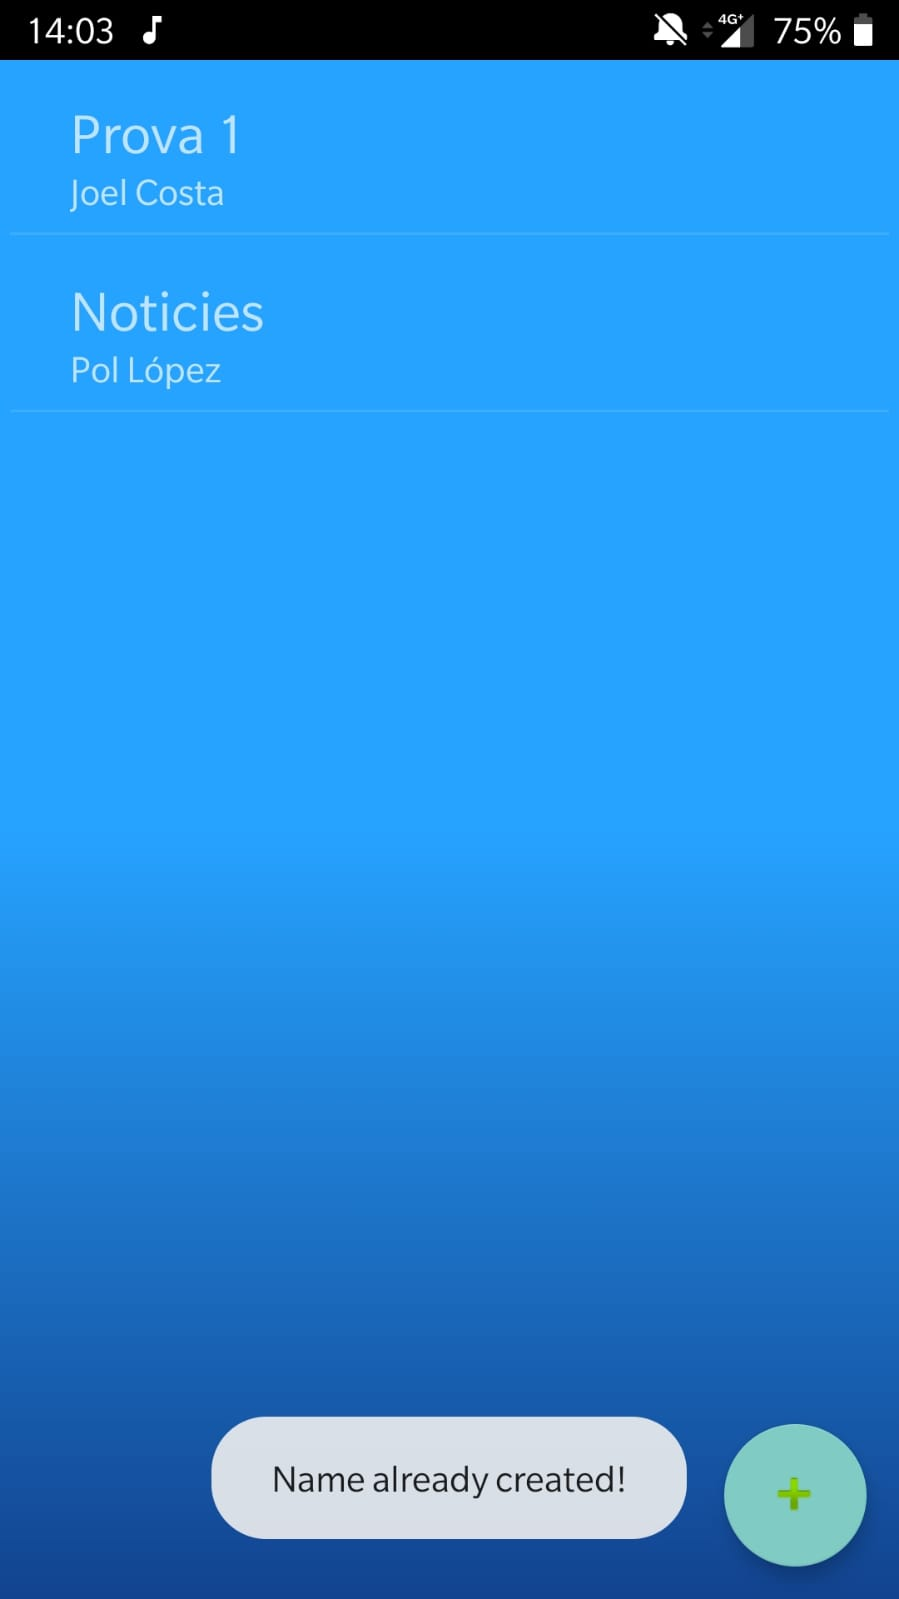 14:03
4G+ 75%
Prova 1
Joel Costa
Noticies
Pol López
Name already created!